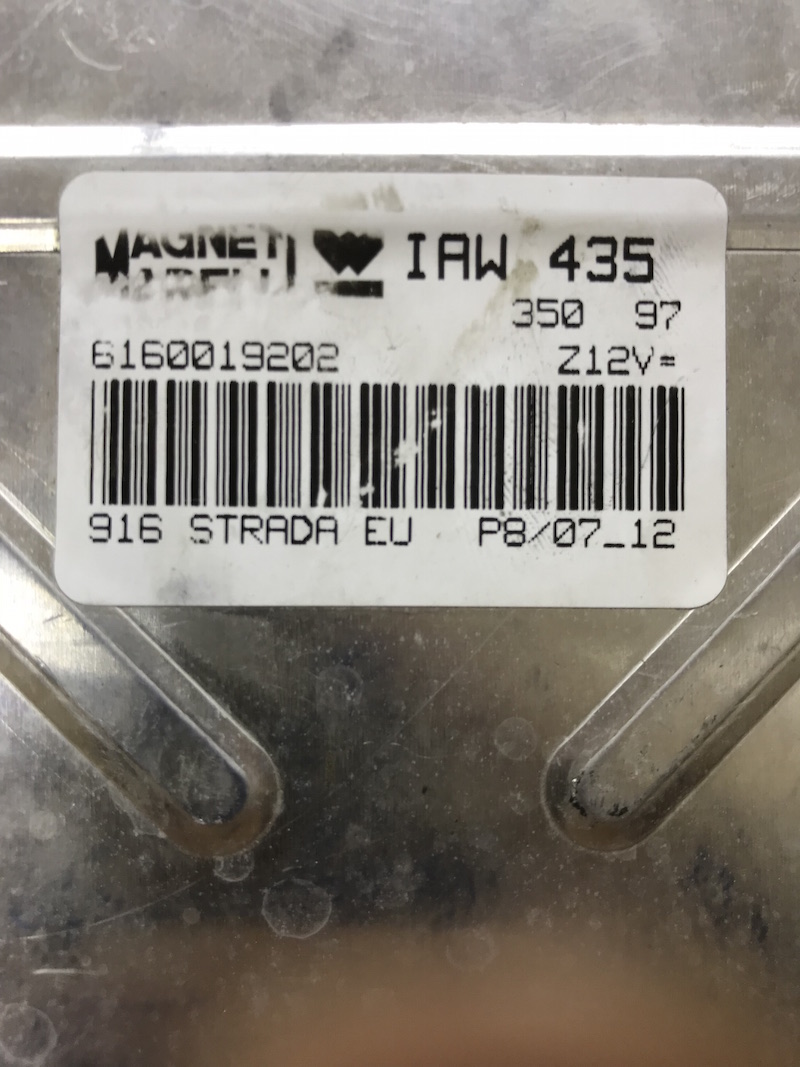 MAGNETI
MARELLI
IAW 435
350 97
6160019202 Z12V=
916 STRADA EU P8/07_12